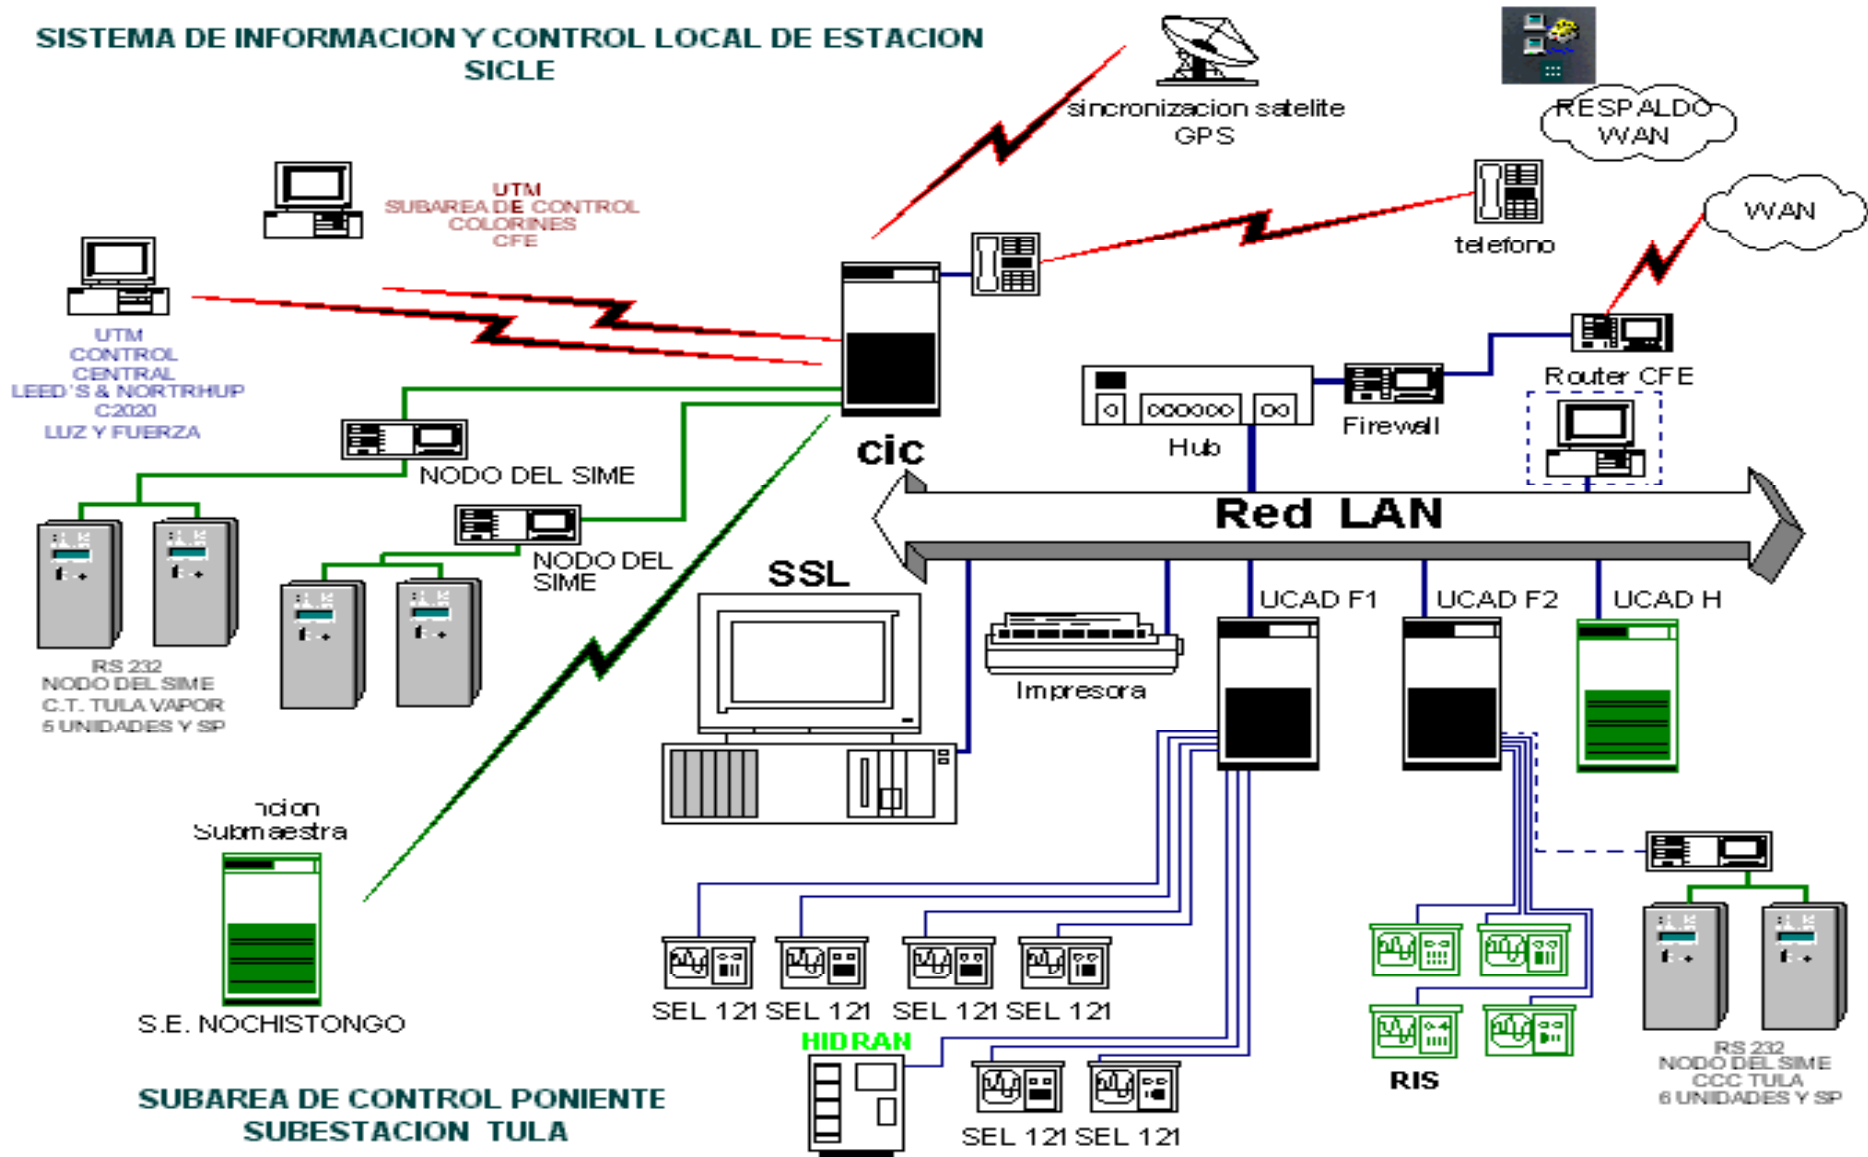 SISTEMA DE INFORMACION Y CONTROL LOCAL DE ESTACION
SICLE
sincronizacion satelite
GPS
RESPALDO
WAN
WAN
telefono
UTM
SUBAREA DE CONTROL
COLORINES
CFE
UTM
CONTROL
CENTRAL
LEED'S & NORTRHUP
C2020
LUZ Y FUERZA
cic
Hub
Firewall
Router CFE
NODO DEL SIME
NODO DEL
SIME
Red LAN
SSL
Impresora
UCAD F1
UCAD F2
UCAD H
RS 232
NODO DEL SIME
C.T. TULA VAPOR
5 UNIDADES Y SP
Submaestra
S.E. NOCHISTONGO
SEL 121
SEL 121
SEL 121
SEL 121
HIDRAN
SEL 121
SEL 121
RIS
RS 232
NODO DEL SIME
CCC TULA
6 UNIDADES Y SP
SUBAREA DE CONTROL PONIENTE
SUBESTACION TULA